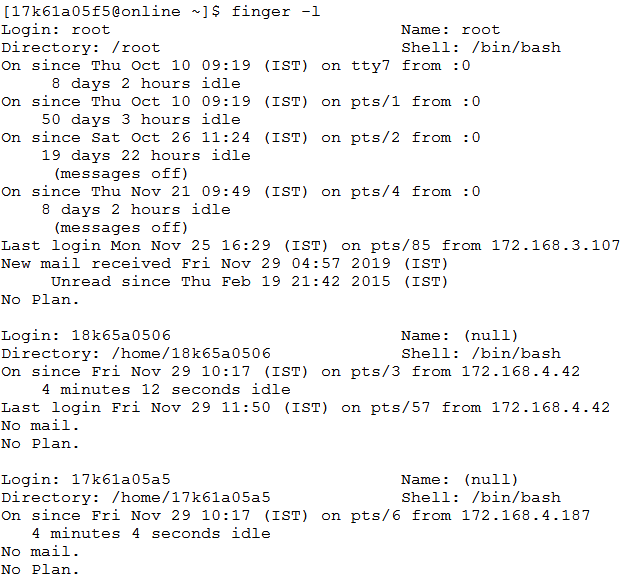 [17k61a05f5@online ~]$ finger -l
Login: root                             Name: root
Directory: /root                        Shell: /bin/bash
On since Thu Oct 10 09:19 (IST) on tty7 from :0
     8 days 2 hours idle
On since Thu Oct 10 09:19 (IST) on pts/1 from :0
    50 days 3 hours idle
On since Sat Oct 26 11:24 (IST) on pts/2 from :0
    19 days 22 hours idle
     (messages off)
On since Thu Nov 21 09:49 (IST) on pts/4 from :0
    8 days 2 hours idle
     (messages off)
Last login Mon Nov 25 16:29 (IST) on pts/85 from 172.168.3.107
New mail received Fri Nov 29 04:57 2019 (IST)
     Unread since Thu Feb 19 21:42 2015 (IST)
No Plan.

Login: 18k65a0506                       Name: (null)
Directory: /home/18k65a0506             Shell: /bin/bash
On since Fri Nov 29 10:17 (IST) on pts/3 from 172.168.4.42
    4 minutes 12 seconds idle
Last login Fri Nov 29 11:50 (IST) on pts/57 from 172.168.4.42
No mail.
No Plan.

Login: 17k61a05a5                       Name: (null)
Directory: /home/17k61a05a5             Shell: /bin/bash
On since Fri Nov 29 10:17 (IST) on pts/6 from 172.168.4.187
   4 minutes 4 seconds idle
No mail.
No Plan.